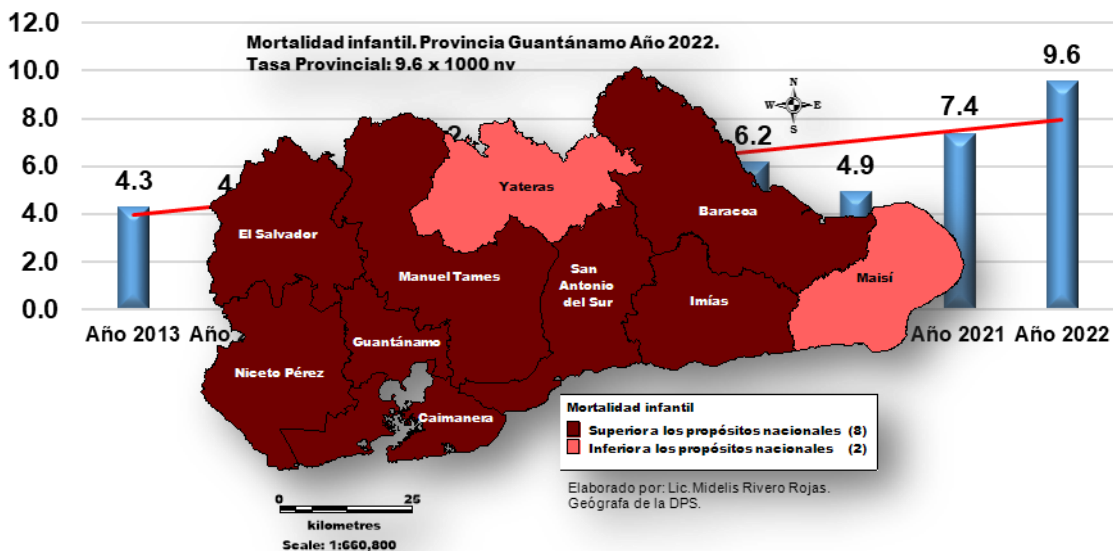 12.0
10.0
8.0
6.0
4.0
2.0
0.0
Mortalidad infantil. Provincia Guantánamo Año 2022.
Tasa Provincial: 9.6 x 1000 nv
N
W E
S
4.3
6.2
4.9
7.4
9.6
Yateras
Baracoa
El Salvador
Manuel Tames
San
Antonio
del Sur
Imías
Maisí
Guantánamo
Niceto Pérez
Caimanera
Año 2013
Año 2021
Año 2022
Mortalidad infantil
Superior a los propósitos nacionales (8)
Inferior a los propósitos nacionales (2)
Elaborado por: Lic. Midelis Rivero Rojas.
Geógrafa de la DPS.
0 25
kilometres
Scale: 1:660,800